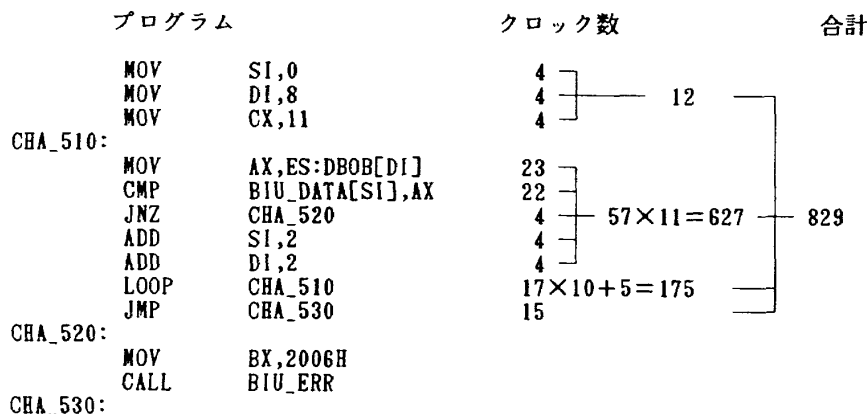 プログラム クロック数 合計
MOV SI,0 4
MOV DI,8 4 12
MOV CX,11 4
CHA_510:
MOV AX,ES:DBOB[DI] 23
CMP BIU_DATA[SI],AX 22
JNZ CHA_520 4 57×11=627 829
ADD SI,2 4
ADD DI,2 4
LOOP CHA_510 17×10+5=175
JMP CHA_530 15
CHA_520:
MOV BX,2006H
CALL BIU_ERR
CHA_530: